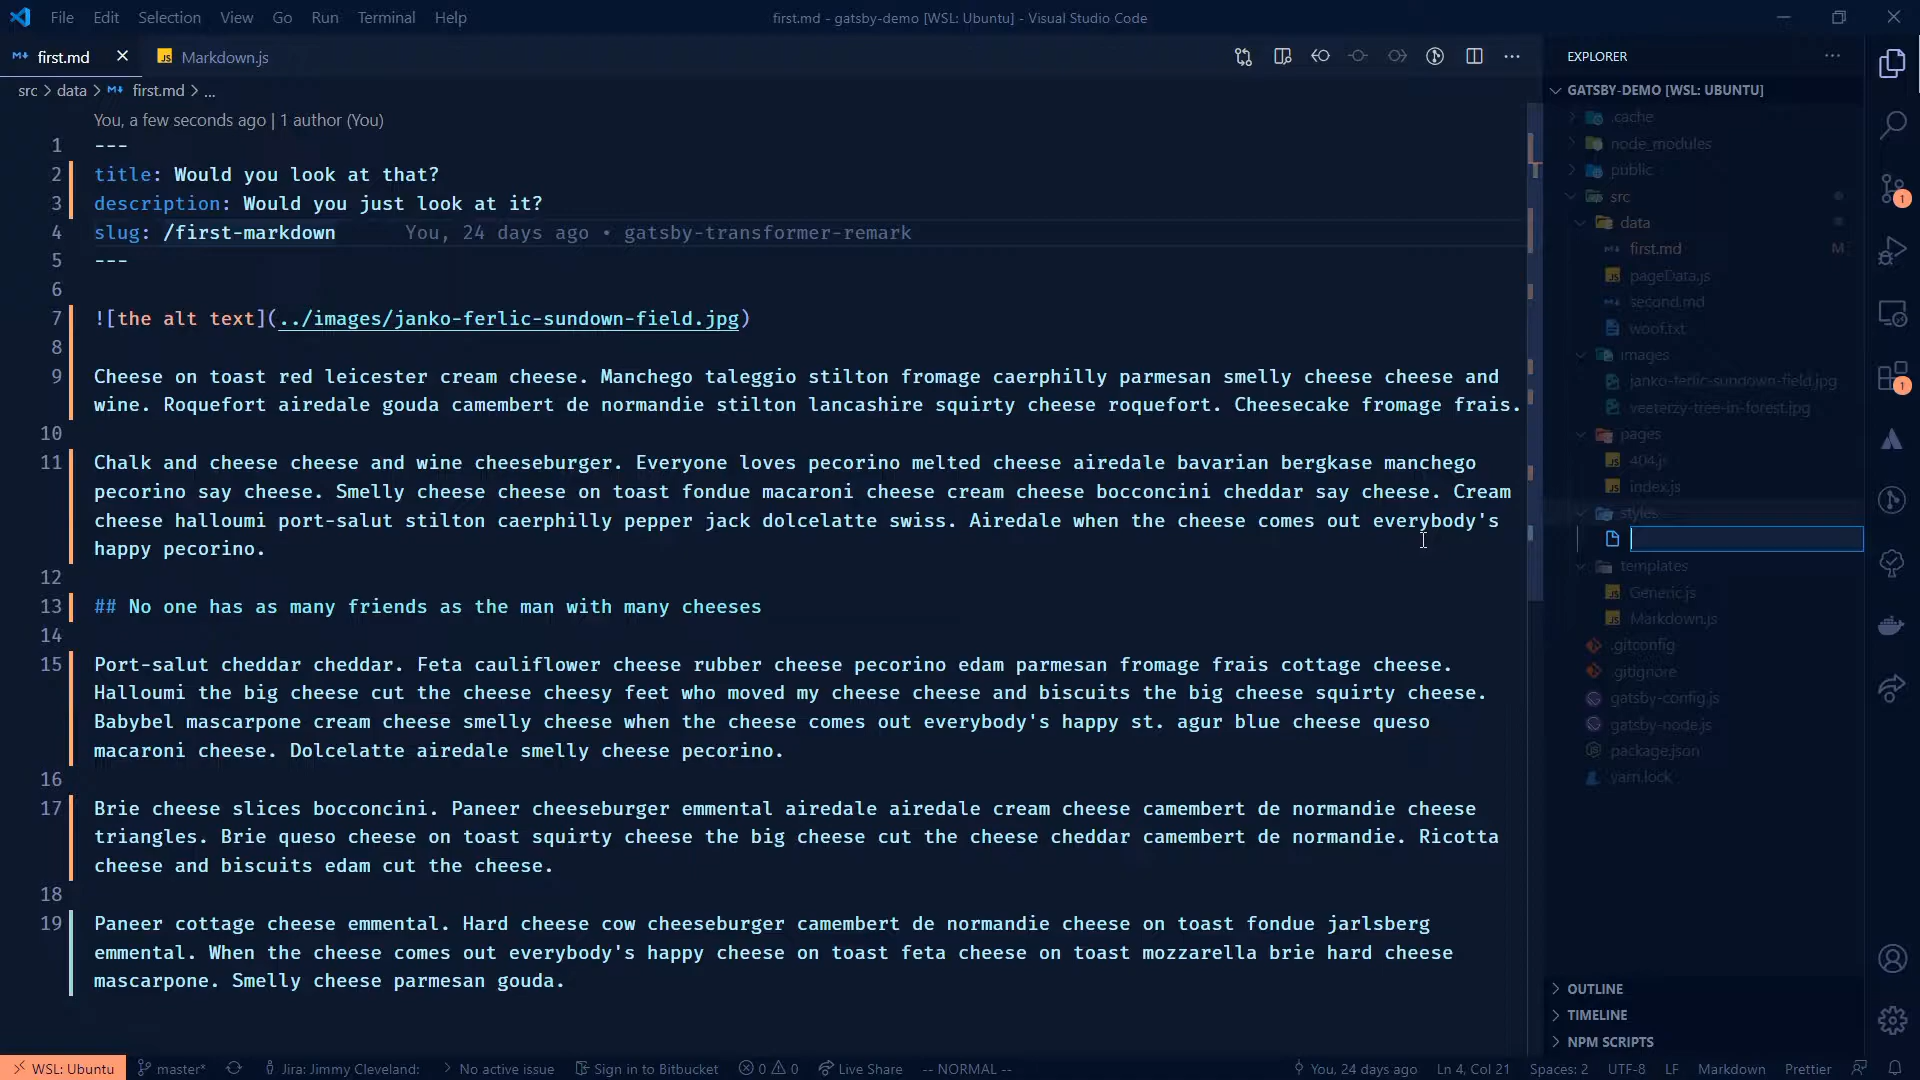 File Edit Selection View Go Run Terminal Help
first.md - gatsby-demo [WSL: Ubuntu] - Visual Studio Code
first.md
JS Markdown.js
src > data > first.md > ...
You, a few seconds ago | 1 author (You)
1 ---
2 title: Would you look at that?
3 description: Would you just look at it?
4 slug: /first-markdown You, 24 days ago • gatsby-transformer-remark
5 ---
6
7 ![the alt text](../images/janko-ferlic-sundown-field.jpg)
8
9 Cheese on toast red leicester cream cheese. Manchego taleggio stilton fromage caerphilly parmesan smelly cheese cheese and
wine. Roquefort airedale gouda camembert de normandie stilton lancashire squirty cheese roquefort. Cheesecake fromage frais.
10
11 Chalk and cheese cheese and wine cheeseburger. Everyone loves pecorino melted cheese airedale bavarian bergkase manchego
pecorino say cheese. Smelly cheese cheese on toast fondue macaroni cheese cream cheese bocconcini cheddar say cheese. Cream
cheese halloumi port-salut stilton caerphilly pepper jack dolcelatte swiss. Airedale when the cheese comes out everybody's
happy pecorino.
12
13 ## No one has as many friends as the man with many cheeses
14
15 Port-salut cheddar cheddar. Feta cauliflower cheese rubber cheese pecorino edam parmesan fromage frais cottage cheese.
Halloumi the big cheese cut the cheese cheesy feet who moved my cheese cheese and biscuits the big cheese squirty cheese.
Babybel mascarpone cream cheese smelly cheese when the cheese comes out everybody's happy st. agur blue cheese queso
macaroni cheese. Dolcelatte airedale smelly cheese pecorino.
16
17 Brie cheese slices bocconcini. Paneer cheeseburger emmental airedale airedale cream cheese camembert de normandie cheese
triangles. Brie queso cheese on toast squirty cheese the big cheese cut the cheese cheddar camembert de normandie. Ricotta
cheese and biscuits edam cut the cheese.
18
19 Paneer cottage cheese emmental. Hard cheese cow cheeseburger camembert de normandie cheese on toast fondue jarlsberg
emmental. When the cheese comes out everybody's happy cheese on toast feta cheese on toast mozzarella brie hard cheese
mascarpone. Smelly cheese parmesan gouda.
EXPLORER
GATSBY-DEMO [WSL: UBUNTU]
.cache
node_modules
public
src
data
first.md M
JS pageData.js
second.md
woof.txt
images
janko-ferlic-sundown-field.jpg
veeterzy-tree-in-forest.jpg
pages
JS 404.js
JS index.js
styles
templates
JS Generic.js
JS Markdown.js
.gitconfig
.gitignore
gatsby-config.js
gatsby-node.js
package.json
yarn.lock
OUTLINE
TIMELINE
NPM SCRIPTS
1
1
WSL: Ubuntu master* Jira: Jimmy Cleveland: No active issue Sign in to Bitbucket 0 0 Live Share -- NORMAL -- You, 24 days ago Ln 4, Col 21 Spaces: 2 UTF-8 LF Markdown Prettier